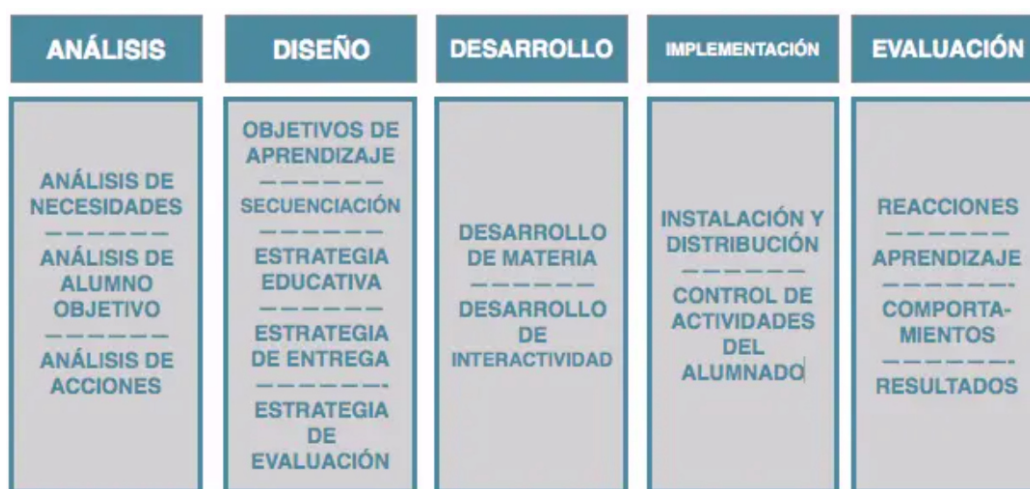 ANÁLISIS
DISEÑO
DESARROLLO
IMPLEMENTACIÓN
EVALUACIÓN
ANÁLISIS DE
NECESIDADES
ANÁLISIS DE
ALUMNO
OBJETIVO
ANÁLISIS DE
ACCIONES
OBJETIVOS DE
APRENDIZAJE
SECUENCIACIÓN
ESTRATEGIA
EDUCATIVA
ESTRATEGIA
DE ENTREGA
ESTRATEGIA
DE
EVALUACIÓN
DESARROLLO
DE MATERIA
DESARROLLO
DE
INTERACTIVIDAD
INSTALACIÓN Y
DISTRIBUCIÓN
CONTROL DE
ACTIVIDADES
DEL
ALUMNADO
REACCIONES
APRENDIZAJE
COMPORTA-
MIENTOS
RESULTADOS